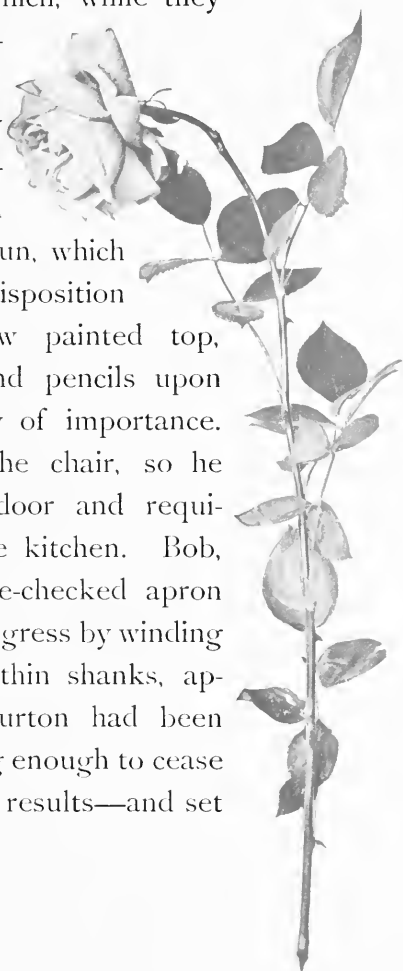 while they
-
-
-
un, which
isposition
painted top,
nd pencils upon
of importance.
he chair, so he
door and requi-
kitchen. Bob,
e-checked apron
gress by winding
thin shanks, ap-
urton had been
enough to cease
results—and set